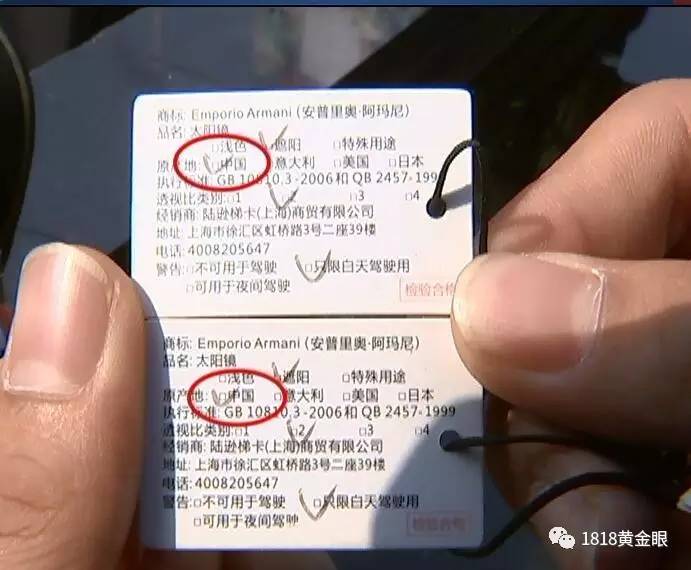 商标: Emporio Armani (安普里奥·阿玛尼)
品名: 太阳镜
□浅色 □遮阳 □特殊用途
原产地: □中国 □意大利 □美国 □日本
执行标准: GB 10810.3-2006和 QB 2457-199
透视比类别:□1 □3 □4
经销商: 陆逊梯卡(上海)商贸有限公司
地址: 上海市徐汇区虹桥路3号二座39楼
电话: 4008205647
警告:□不可用于驾驶 □只限白天驾驶用
□可用于夜间驾驶
检验合格
商标: Emporio Armani (安普里奥·阿玛尼)
品名: 太阳镜
□浅色 □遮阳 □特殊用途
原产地: □中国 □意大利 □美国 □日本
执行标准: GB 10810.3-2006和 QB 2457-1999
透视比类别:□1 □2 □3 □4
经销商: 陆逊梯卡(上海)商贸有限公司
地址: 上海市徐汇区虹桥路3号二座39楼
电话: 4008205647
警告:□不可用于驾驶 □只限白天驾驶用
□可用于夜间驾驶
检验合格
1818黄金眼